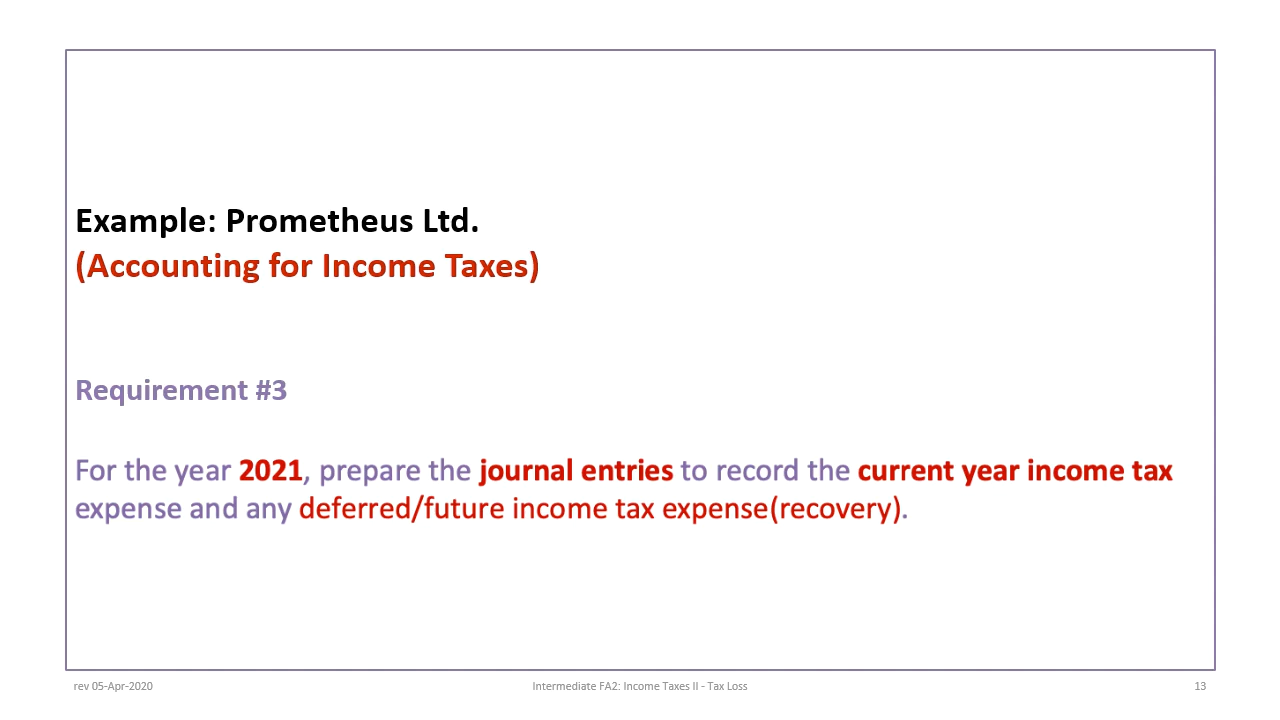 Example: Prometheus Ltd.
(Accounting for Income Taxes)
Requirement #3
For the year 2021, prepare the journal entries to record the current year income tax
expense and any deferred/future income tax expense(recovery).
rev 05-Apr-2020
Intermediate FA2: Income Taxes II - Tax Loss
13